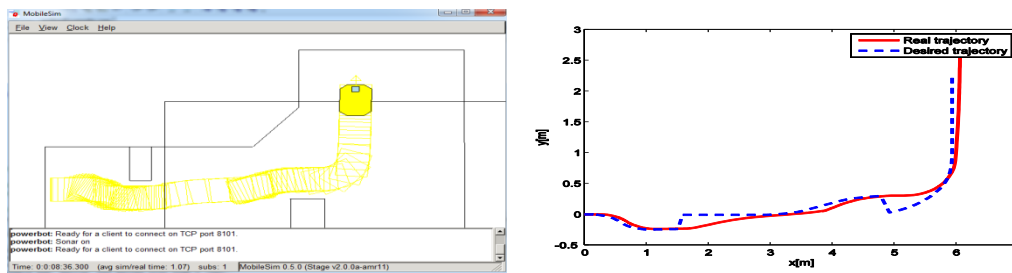 MobileSim
File View Clock Help
powerbot: Ready for a client to connect on TCP port 8101.
powerbot: Sonar on
powerbot: Ready for a client to connect on TCP port 8101.
Time: 0:0:08:36.300 (avg sim/real time: 1.07) subs: 1 MobileSim 0.5.0 (Stage v2.0.0a-amr11)
Real trajectory
Desired trajectory
3
2.5
2
1.5
1
0.5
0
-0.5
y[m]
0 1 2 3 4 5 6 7
x[m]